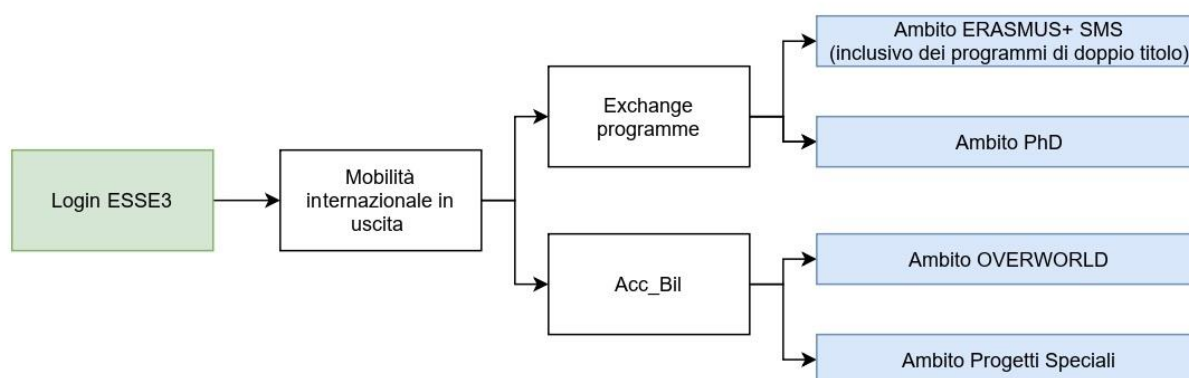 Login ESSE3
Mobilità
internazionale in
uscita
Exchange
programme
Acc_Bil
Ambito ERASMUS+ SMS
(inclusivo dei programmi di doppio titolo)
Ambito PhD
Ambito OVERWORLD
Ambito Progetti Speciali